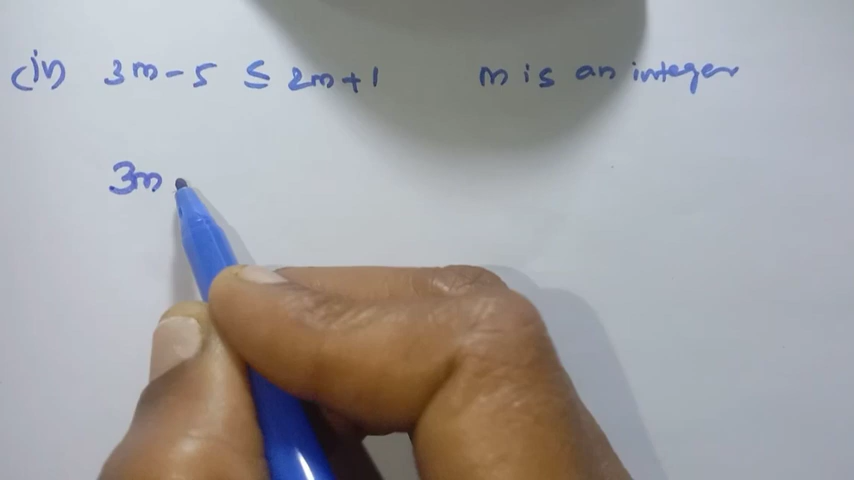 (iv) 3m - 5 ≤ 2m + 1 m is an integer
3m